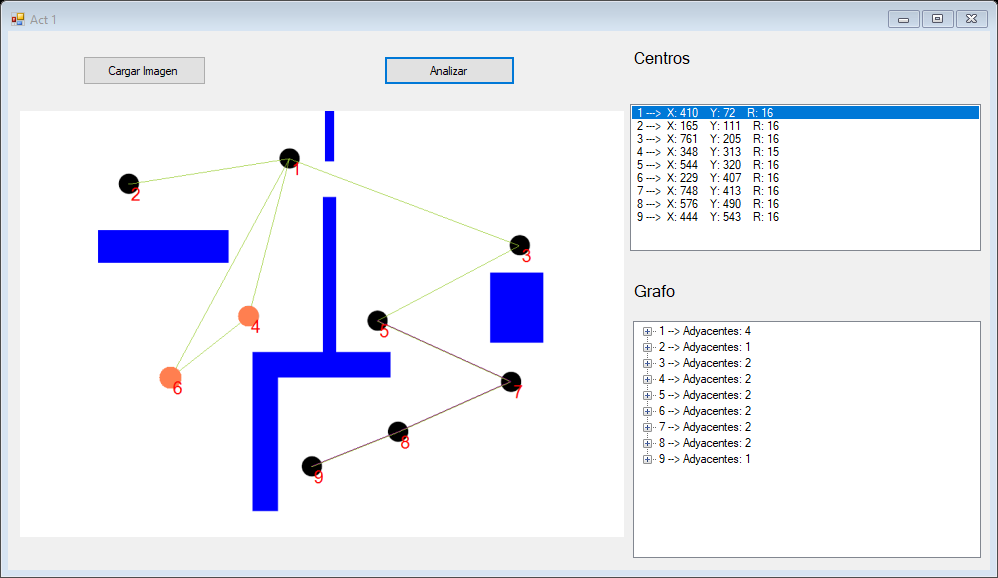 Act 1
Cargar Imagen
Analizar
Centros
1 ---> X: 410 Y: 72 R: 16
2 ---> X: 165 Y: 111 R: 16
3 ---> X: 761 Y: 205 R: 16
4 ---> X: 348 Y: 313 R: 15
5 ---> X: 544 Y: 320 R: 16
6 ---> X: 229 Y: 407 R: 16
7 ---> X: 748 Y: 413 R: 16
8 ---> X: 576 Y: 490 R: 16
9 ---> X: 444 Y: 543 R: 16
1
2
3
4
5
6
7
8
9
Grafo
1 --> Adyacentes: 4
2 --> Adyacentes: 1
3 --> Adyacentes: 2
4 --> Adyacentes: 2
5 --> Adyacentes: 2
6 --> Adyacentes: 2
7 --> Adyacentes: 2
8 --> Adyacentes: 2
9 --> Adyacentes: 1